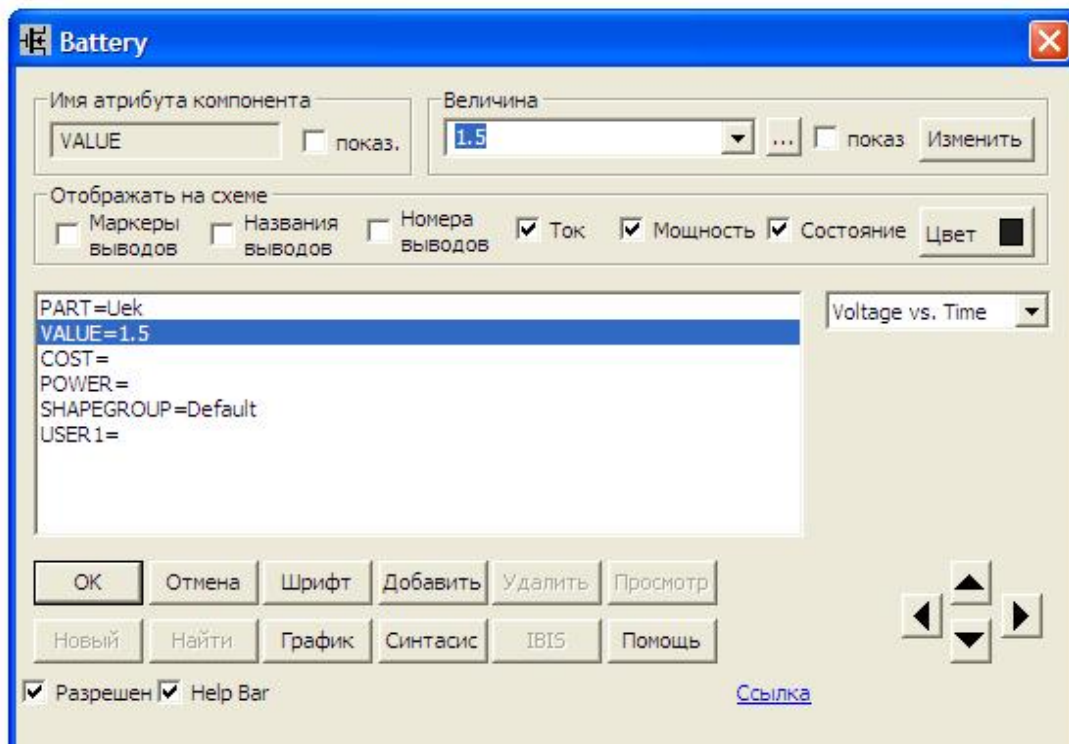 Battery
Имя атрибута компонента
Величина
VALUE
показ.
1.5
...
показ
Изменить
Отображать на схеме
Маркеры выводов
Названия выводов
Номера выводов
Ток
Мощность
Состояние
Цвет
PART=Uek
VALUE=1.5
COST=
POWER=
SHAPEGROUP=Default
USER1=
Voltage vs. Time
OK
Отмена
Шрифт
Добавить
Удалить
Просмотр
Новый
Найти
График
Синтасис
IBIS
Помощь
Разрешен
Help Bar
Ссылка